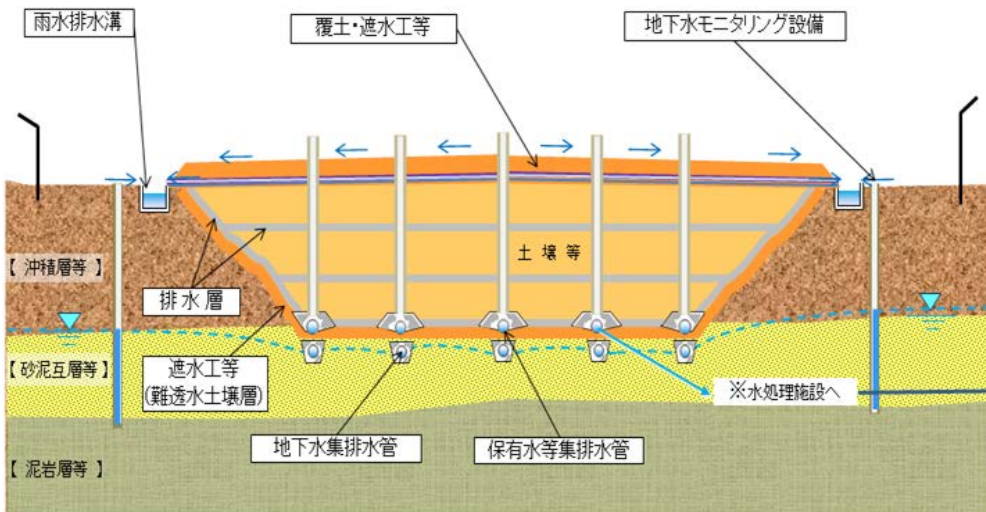 雨水排水溝
覆土・遮水工等
地下水モニタリング設備
土 壌 等
【 沖積層等 】
排 水 層
【 砂泥互層等 】
遮水工等
(難透水土壌層)
※水処理施設へ
地下水集排水管
保有水等集排水管
【 泥岩層等 】